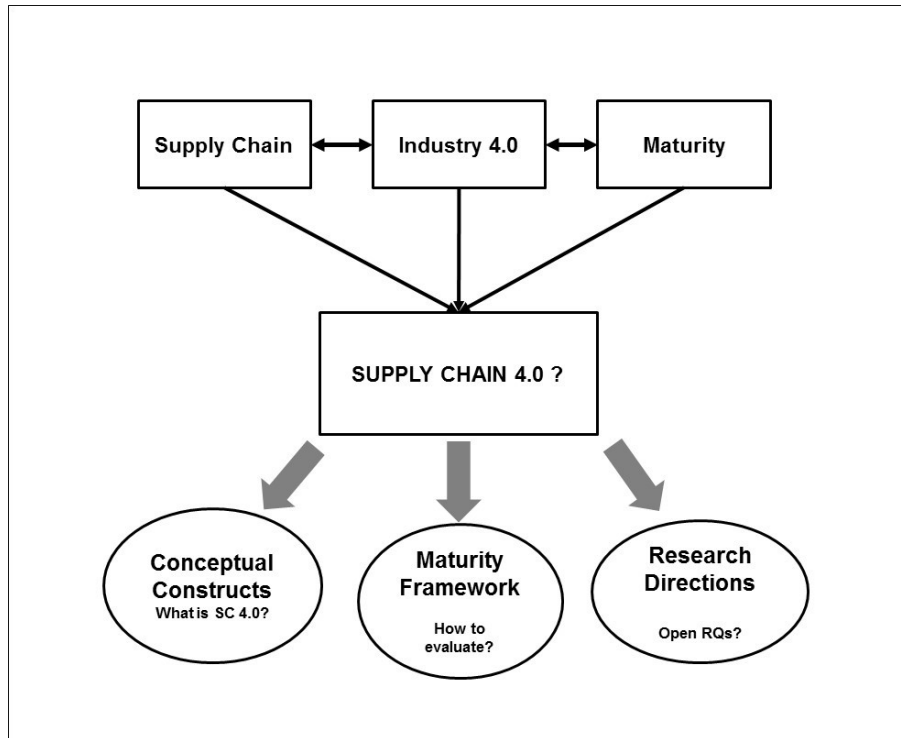 Supply Chain
Industry 4.0
Maturity
SUPPLY CHAIN 4.0 ?
Conceptual
Constructs
What is SC 4.0?
Maturity
Framework
How to
evaluate?
Research
Directions
Open RQs?